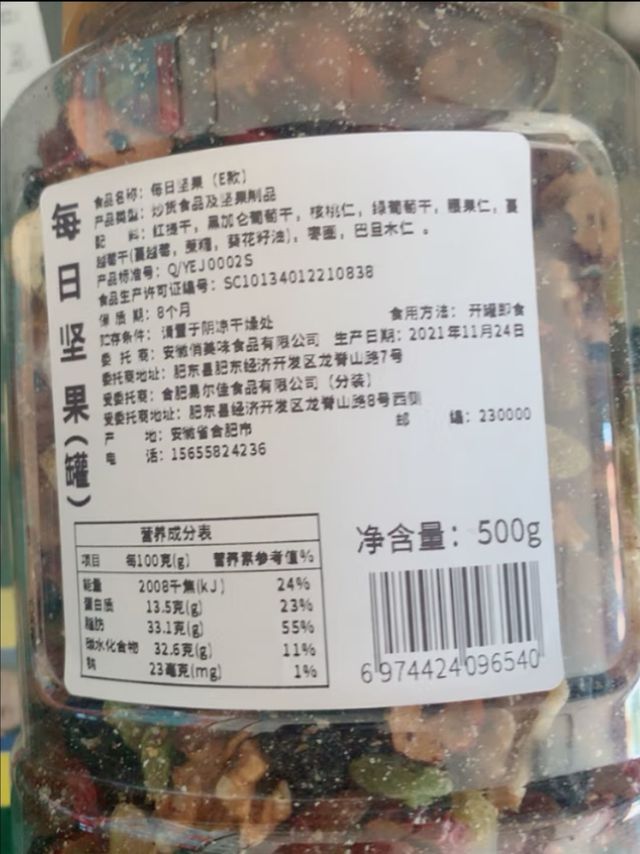 每日坚果(罐)
食品名称：每日坚果（E款）
产品类型：炒货食品及坚果制品
配 料：红提干，黑加仑葡萄干，核桃仁，绿葡萄干，腰果仁，蔓
越莓干(蔓越莓，蔗糖，葵花籽油)，枣圈，巴旦木仁。
产品标准号：Q/YEJ0002S
食品生产许可证编号：SC10134012210838
保 质 期：8个月
贮存条件：请置于阴凉干燥处 食用方法：开罐即食
委 托 商：安徽俏美味食品有限公司 生产日期：2021年11月24日
委托商地址：肥东县肥东经济开发区龙脊山路7号
受委托商：合肥易尔佳食品有限公司（分装）
受委托商地址：肥东县经济开发区龙脊山路8号西侧
产 地：安徽省合肥市 邮 编：230000
电 话：15655824236
营养成分表
项目 每100克(g) 营养素参考值%
能量 2008千焦(kJ) 24%
蛋白质 13.5克(g) 23%
脂肪 33.1克(g) 55%
碳水化合物 32.6克(g) 11%
钠 23毫克(mg) 1%
净含量：500g
6974424096540